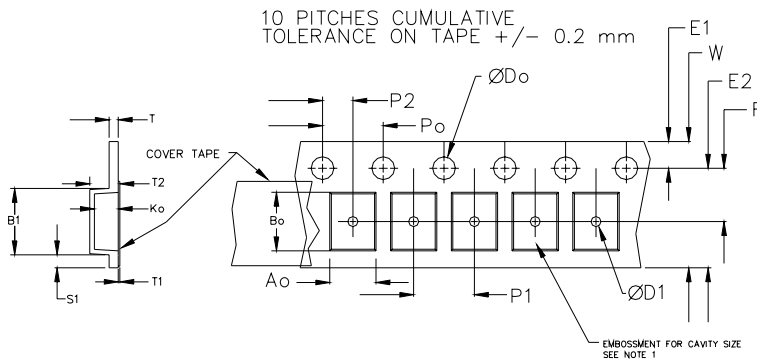 10 PITCHES CUMULATIVE
TOLERANCE ON TAPE +/- 0.2 mm
E1
W
E2
F
ØDo
P2
Po
T
COVER TAPE
T2
Ko
B1
Bo
T1
S1
Ao
P1
ØD1
EMBOSSMENT FOR CAVITY SIZE
SEE NOTE 1